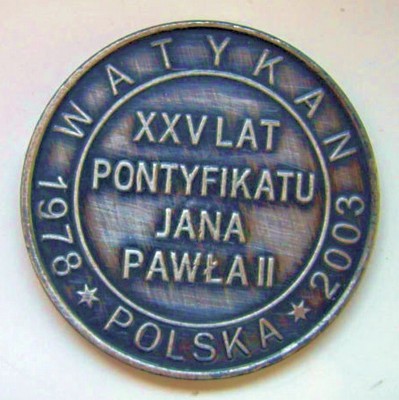 WATYKAN
1978 * POLSKA * 2003
XXV LAT
PONTYFIKATU
JANA
PAWŁA II